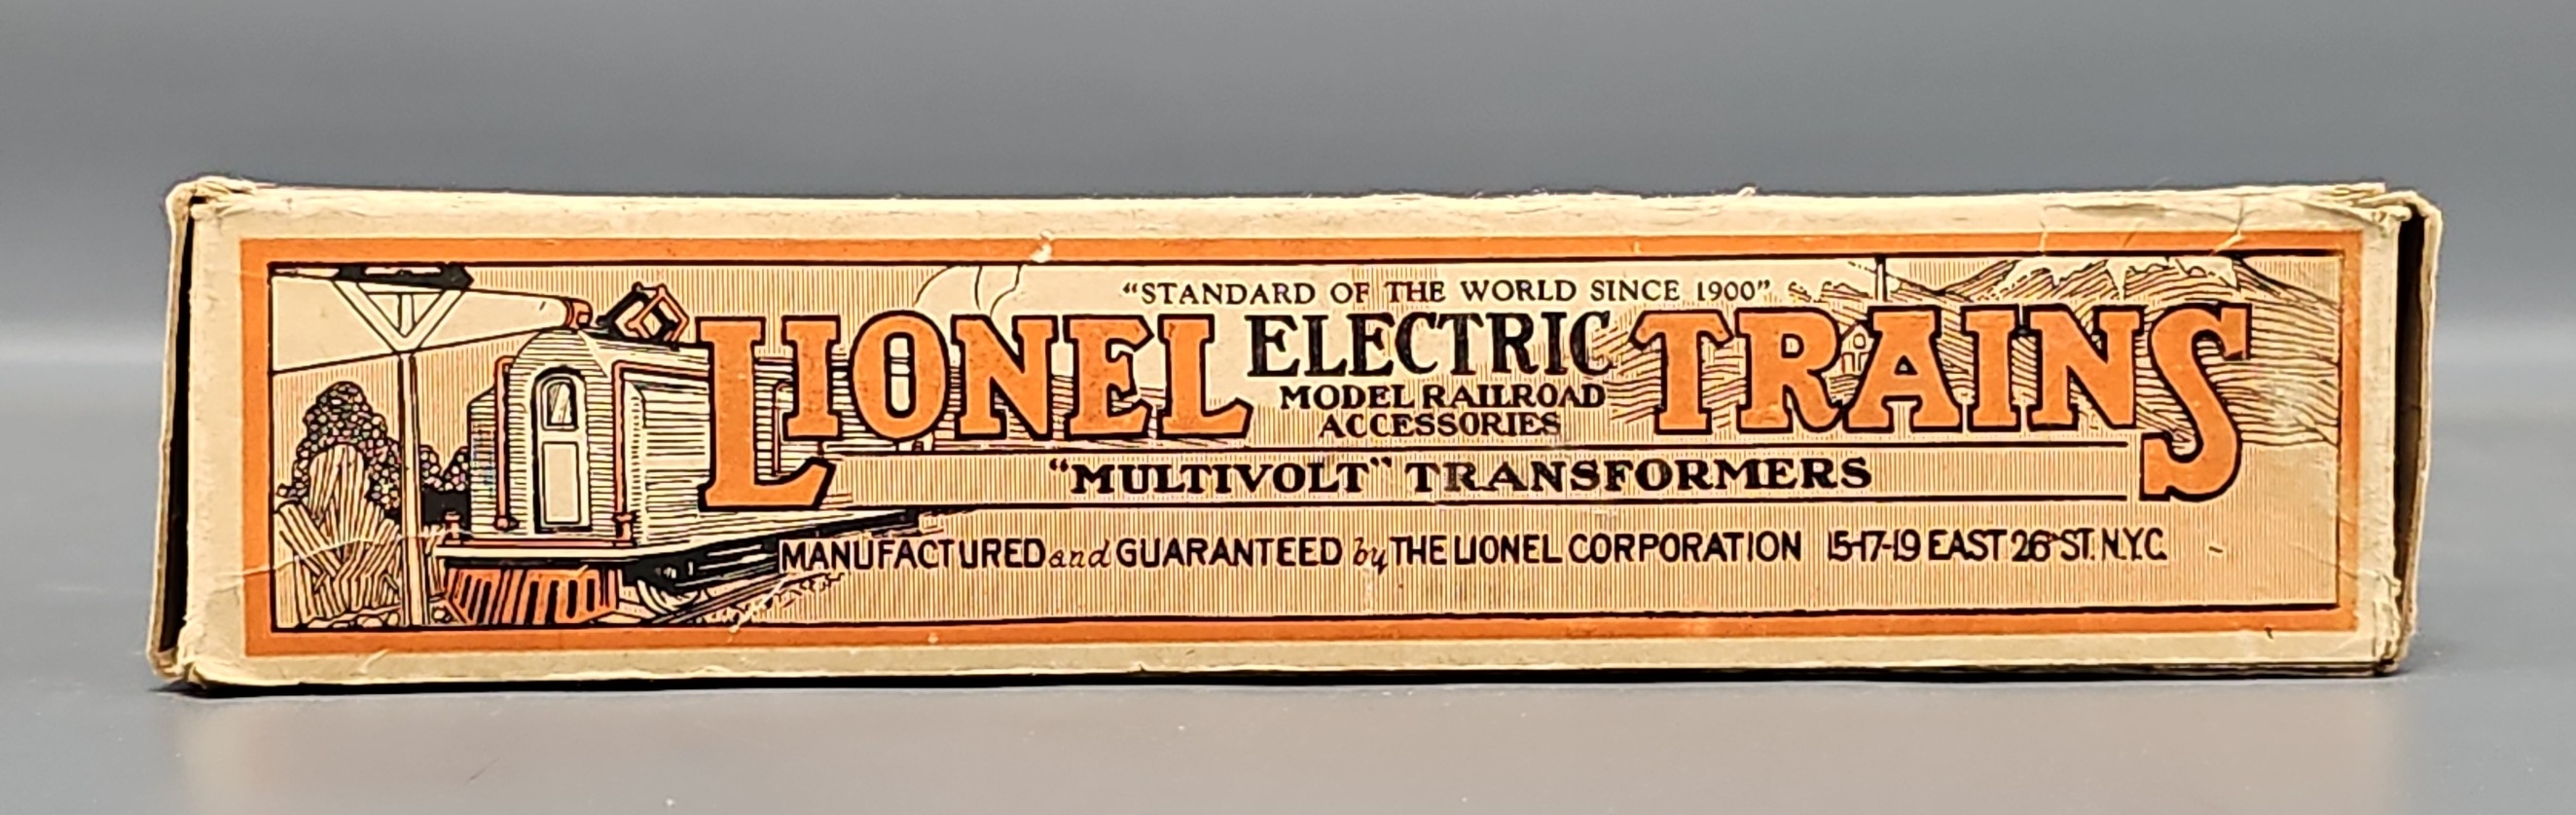 "STANDARD OF THE WORLD SINCE 1900"
LIONEL ELECTRIC TRAINS
MODEL RAILROAD
ACCESSORIES
"MULTIVOLT" TRANSFORMERS
MANUFACTURED and GUARANTEED by THE LIONEL CORPORATION 15-17-19 EAST 26th ST. N.Y.C.